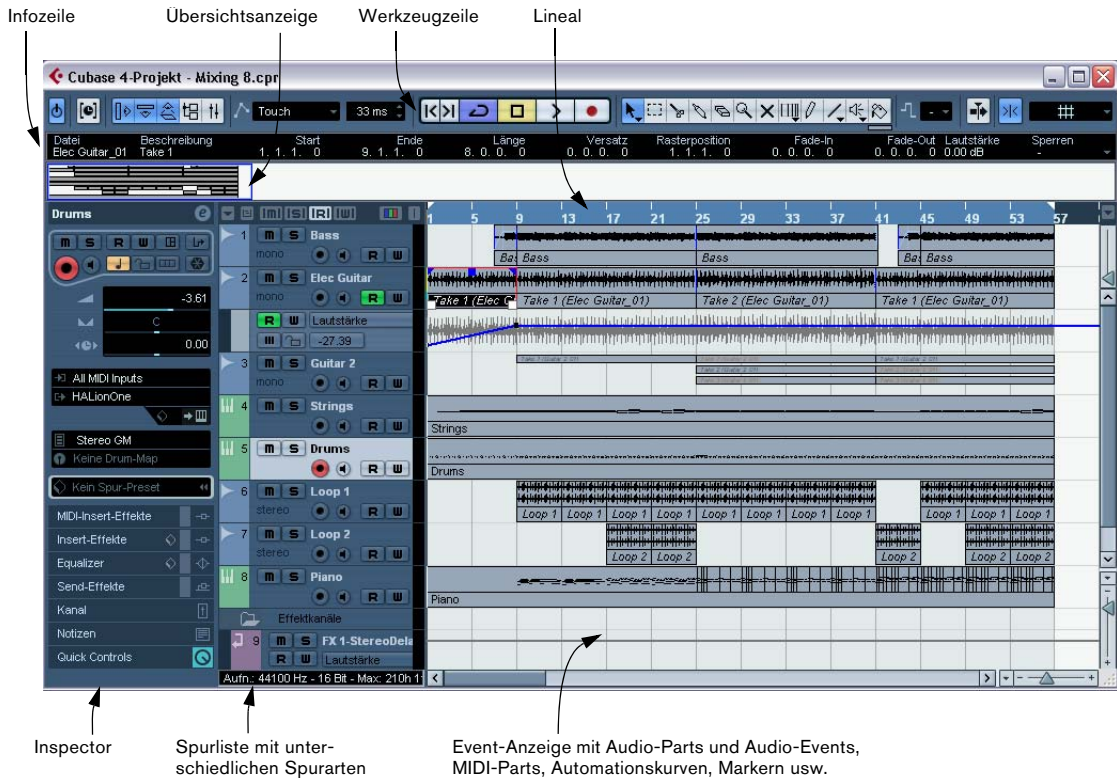 Infozeile Übersichtsanzeige Werkzeugzeile Lineal
Cubase 4-Projekt - Mixing 8.cpr
Touch 33 ms
Datei Beschreibung Start Ende Länge Versatz Rasterposition Fade-In Fade-Out Lautstärke Sperren
Elec Guitar_01 Take 1 1. 1. 1. 0 9. 1. 1. 0 8. 0. 0. 0 0. 0. 0. 0 1. 1. 1. 0 0. 0. 0. 0 0. 0. 0. 0 0.00 dB -
Drums e
m S R W
-3.61
C
0.00
All MIDI Inputs
HALionOne
Stereo GM
Keine Drum-Map
Kein Spur-Preset
MIDI-Insert-Effekte
Insert-Effekte
Equalizer
Send-Effekte
Kanal
Notizen
Quick Controls
m S R W
1 m S Bass
mono R W
2 m S Elec Guitar
mono R W
R W Lautstärke
-27.39
3 m S Guitar 2
mono R W
4 m S Strings
R W
5 m S Drums
R W
6 m S Loop 1
stereo R W
7 m S Loop 2
stereo R W
8 m S Piano
R W
Effektkanäle
9 m S FX 1-StereoDela
R W Lautstärke
Aufn.: 44100 Hz - 16 Bit - Max: 210h 1
1 5 9 13 17 21 25 29 33 37 41 45 49 53 57
Bas Bass Bass Bas Bass
Take 1 (Elec G Take 1 (Elec Guitar_01) Take 2 (Elec Guitar_01) Take 1 (Elec Guitar_01)
Strings
Drums
Loop 1 Loop 1 Loop 1 Loop 1 Loop 1 Loop 1 Loop 1 Loop 1 Loop 1 Loop 1 Loop 1
Loop 2 Loop 2 Loop 2 Loop 2 Loop 2
Piano
Inspector
Spurliste mit unter-
schiedlichen Spurarten
Event-Anzeige mit Audio-Parts und Audio-Events,
MIDI-Parts, Automationskurven, Markern usw.